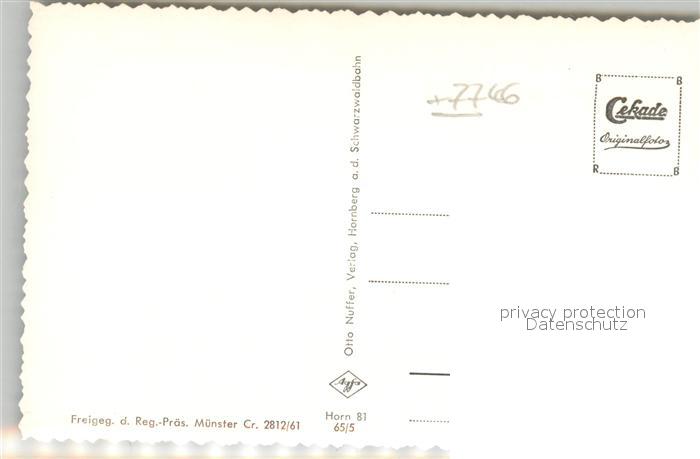 Freigeg. d. Reg.-Präs. Münster Cr. 2812/61
Otto Nuffer, Verlag, Hornberg a. d. Schwarzwaldbahn
Agfa
Horn 81
65/5
+7766
B B
Cekade
Originalfoto
R B
privacy protection
Datenschutz